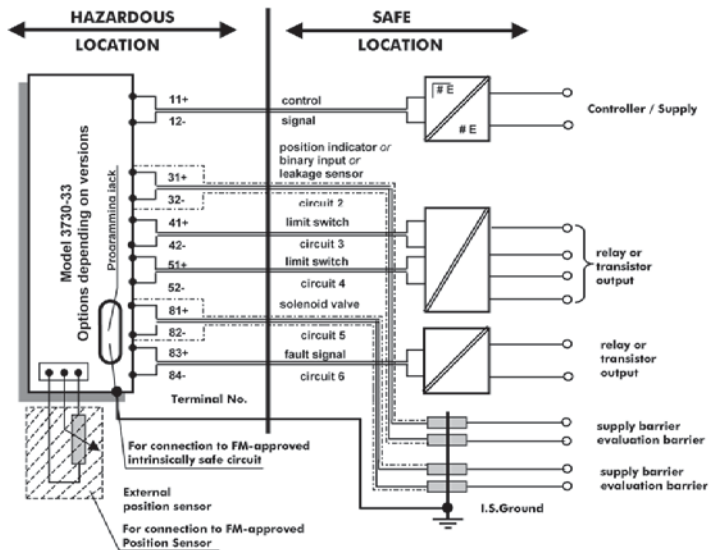 HAZARDOUS
LOCATION
SAFE
LOCATION
Model 3730-33
Options depending on versions
Programming jack
11+
12-
control
signal
# E
# E
Controller / Supply
31+
32-
position indicator or
binary input or
leakage sensor
circuit 2
41+
42-
limit switch
circuit 3
51+
52-
limit switch
circuit 4
relay or
transistor
output
81+
82-
solenoid valve
circuit 5
83+
84-
fault signal
circuit 6
relay or
transistor
output
Terminal No.
supply barrier
evaluation barrier
supply barrier
evaluation barrier
For connection to FM-approved
intrinsically safe circuit
External
position sensor
I.S.Ground
For connection to FM-approved
Position Sensor